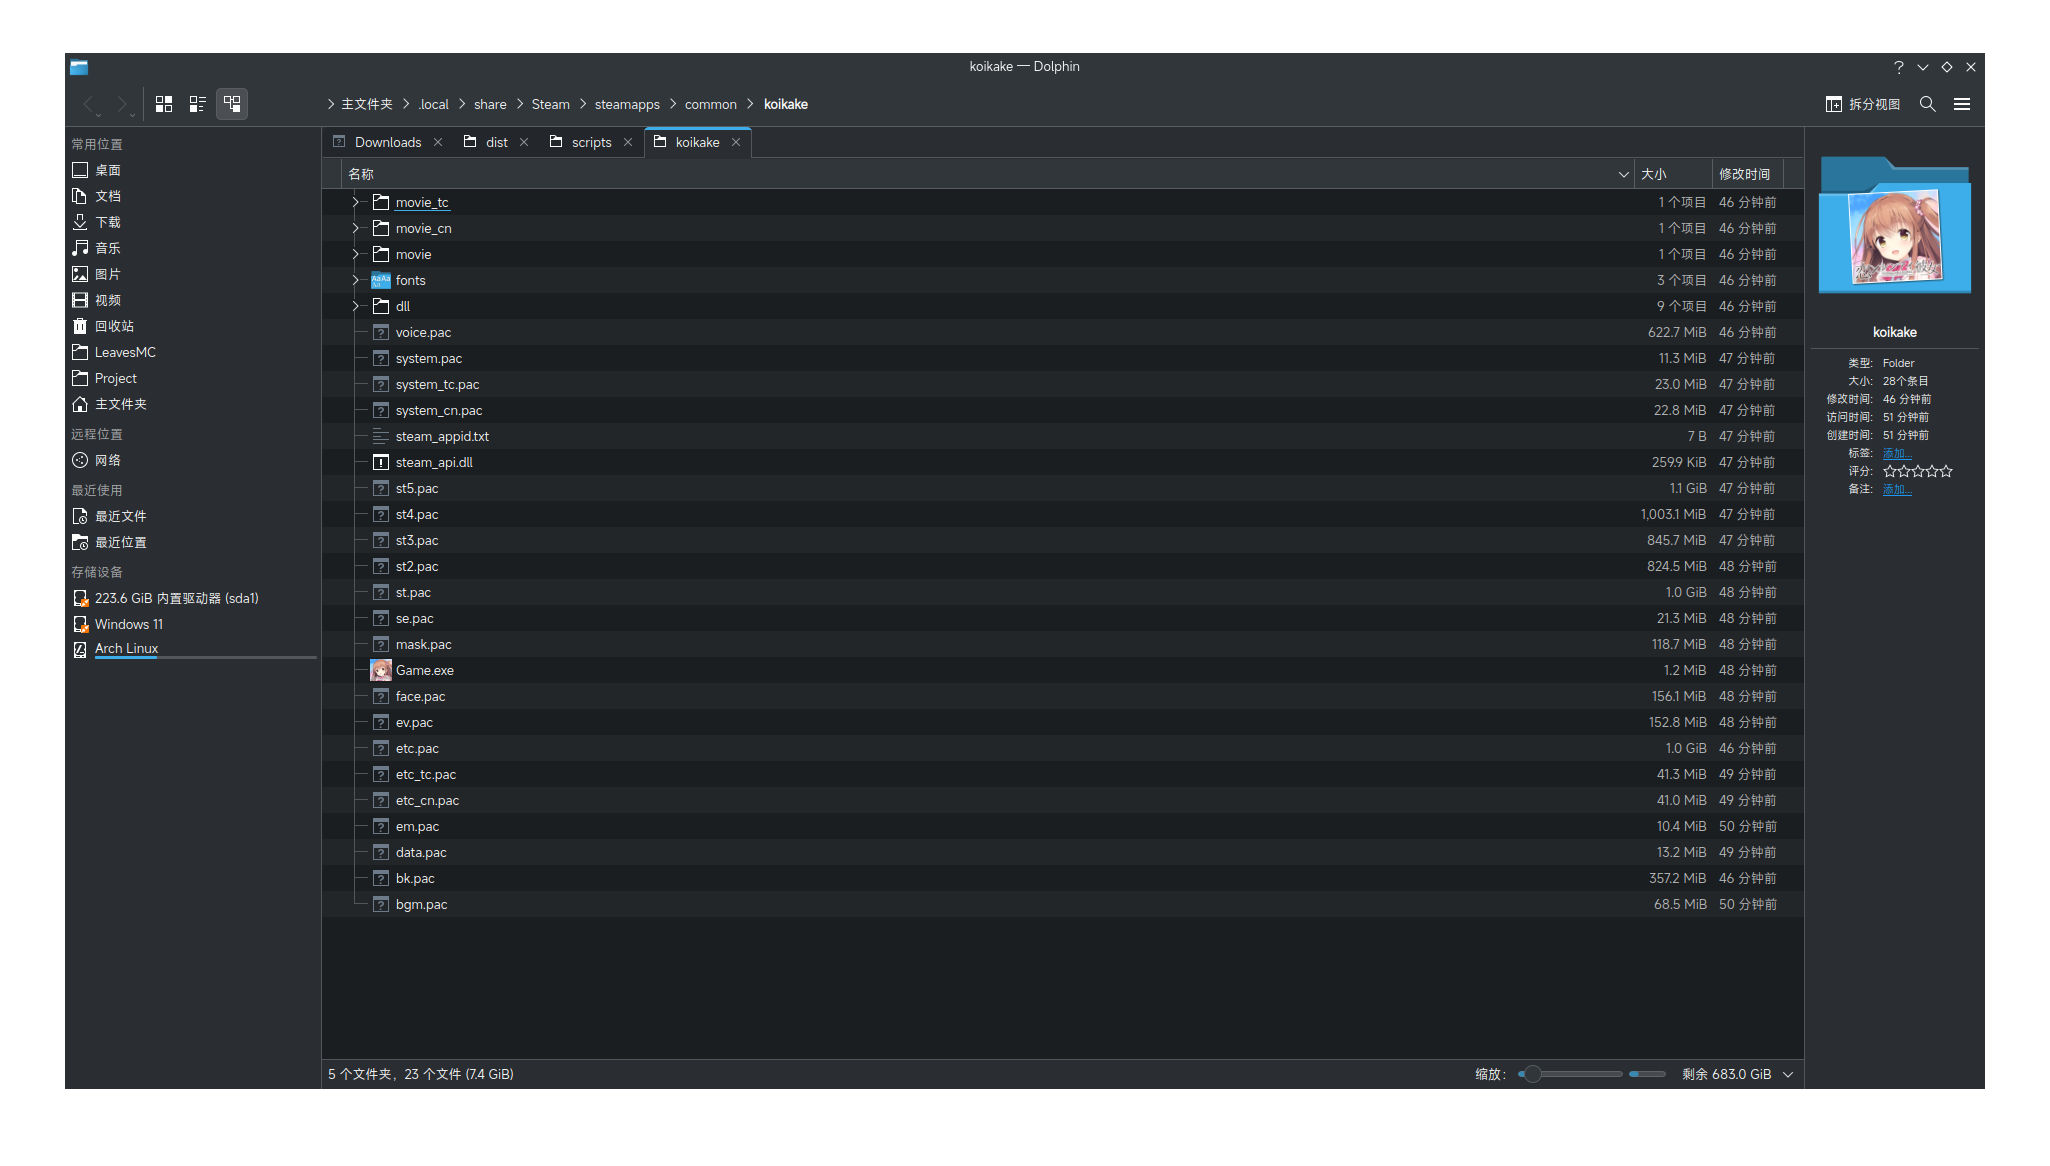 koikake — Dolphin
主文件夹 .local share Steam steamapps common koikake
拆分视图
常用位置
桌面
文档
下载
音乐
图片
视频
回收站
LeavesMC
Project
主文件夹
远程位置
网络
最近使用
最近文件
最近位置
存储设备
223.6 GiB 内置驱动器 (sda1)
Windows 11
Arch Linux
Downloads dist scripts koikake
名称 大小 修改时间
movie_tc 1 个项目 46 分钟前
movie_cn 1 个项目 46 分钟前
movie 1 个项目 46 分钟前
fonts 3 个项目 46 分钟前
dll 9 个项目 46 分钟前
voice.pac 622.7 MiB 46 分钟前
system.pac 11.3 MiB 47 分钟前
system_tc.pac 23.0 MiB 47 分钟前
system_cn.pac 22.8 MiB 47 分钟前
steam_appid.txt 7 B 47 分钟前
steam_api.dll 259.9 KiB 47 分钟前
st5.pac 1.1 GiB 47 分钟前
st4.pac 1,003.1 MiB 47 分钟前
st3.pac 845.7 MiB 47 分钟前
st2.pac 824.5 MiB 48 分钟前
st.pac 1.0 GiB 48 分钟前
se.pac 21.3 MiB 48 分钟前
mask.pac 118.7 MiB 48 分钟前
Game.exe 1.2 MiB 48 分钟前
face.pac 156.1 MiB 48 分钟前
ev.pac 152.8 MiB 48 分钟前
etc.pac 1.0 GiB 46 分钟前
etc_tc.pac 41.3 MiB 49 分钟前
etc_cn.pac 41.0 MiB 49 分钟前
em.pac 10.4 MiB 50 分钟前
data.pac 13.2 MiB 49 分钟前
bk.pac 357.2 MiB 46 分钟前
bgm.pac 68.5 MiB 50 分钟前
5 个文件夹，23 个文件 (7.4 GiB)
缩放：
剩余 683.0 GiB
koikake
类型: Folder
大小: 28个条目
修改时间: 46 分钟前
访问时间: 51 分钟前
创建时间: 51 分钟前
标签: 添加...
评分:
备注: 添加...